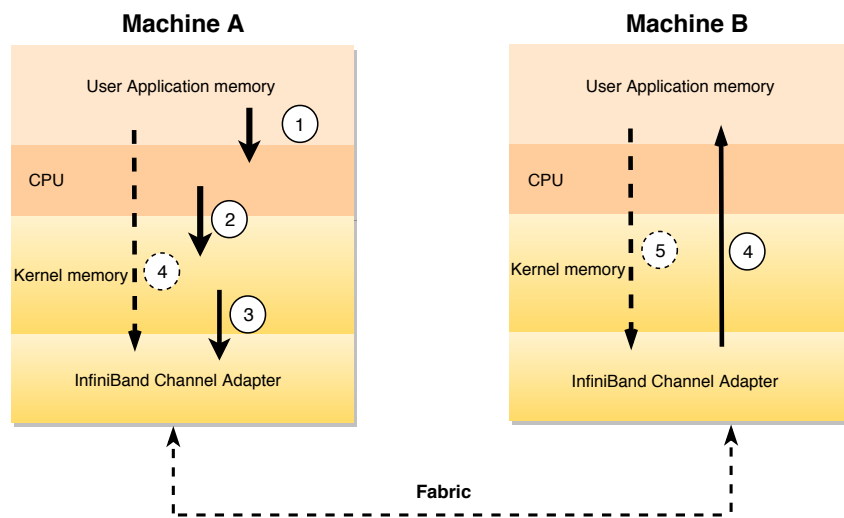 Machine A
Machine B
User Application memory
User Application memory
1
CPU
CPU
2
Kernel memory
4
Kernel memory
5
4
3
InfiniBand Channel Adapter
InfiniBand Channel Adapter
Fabric